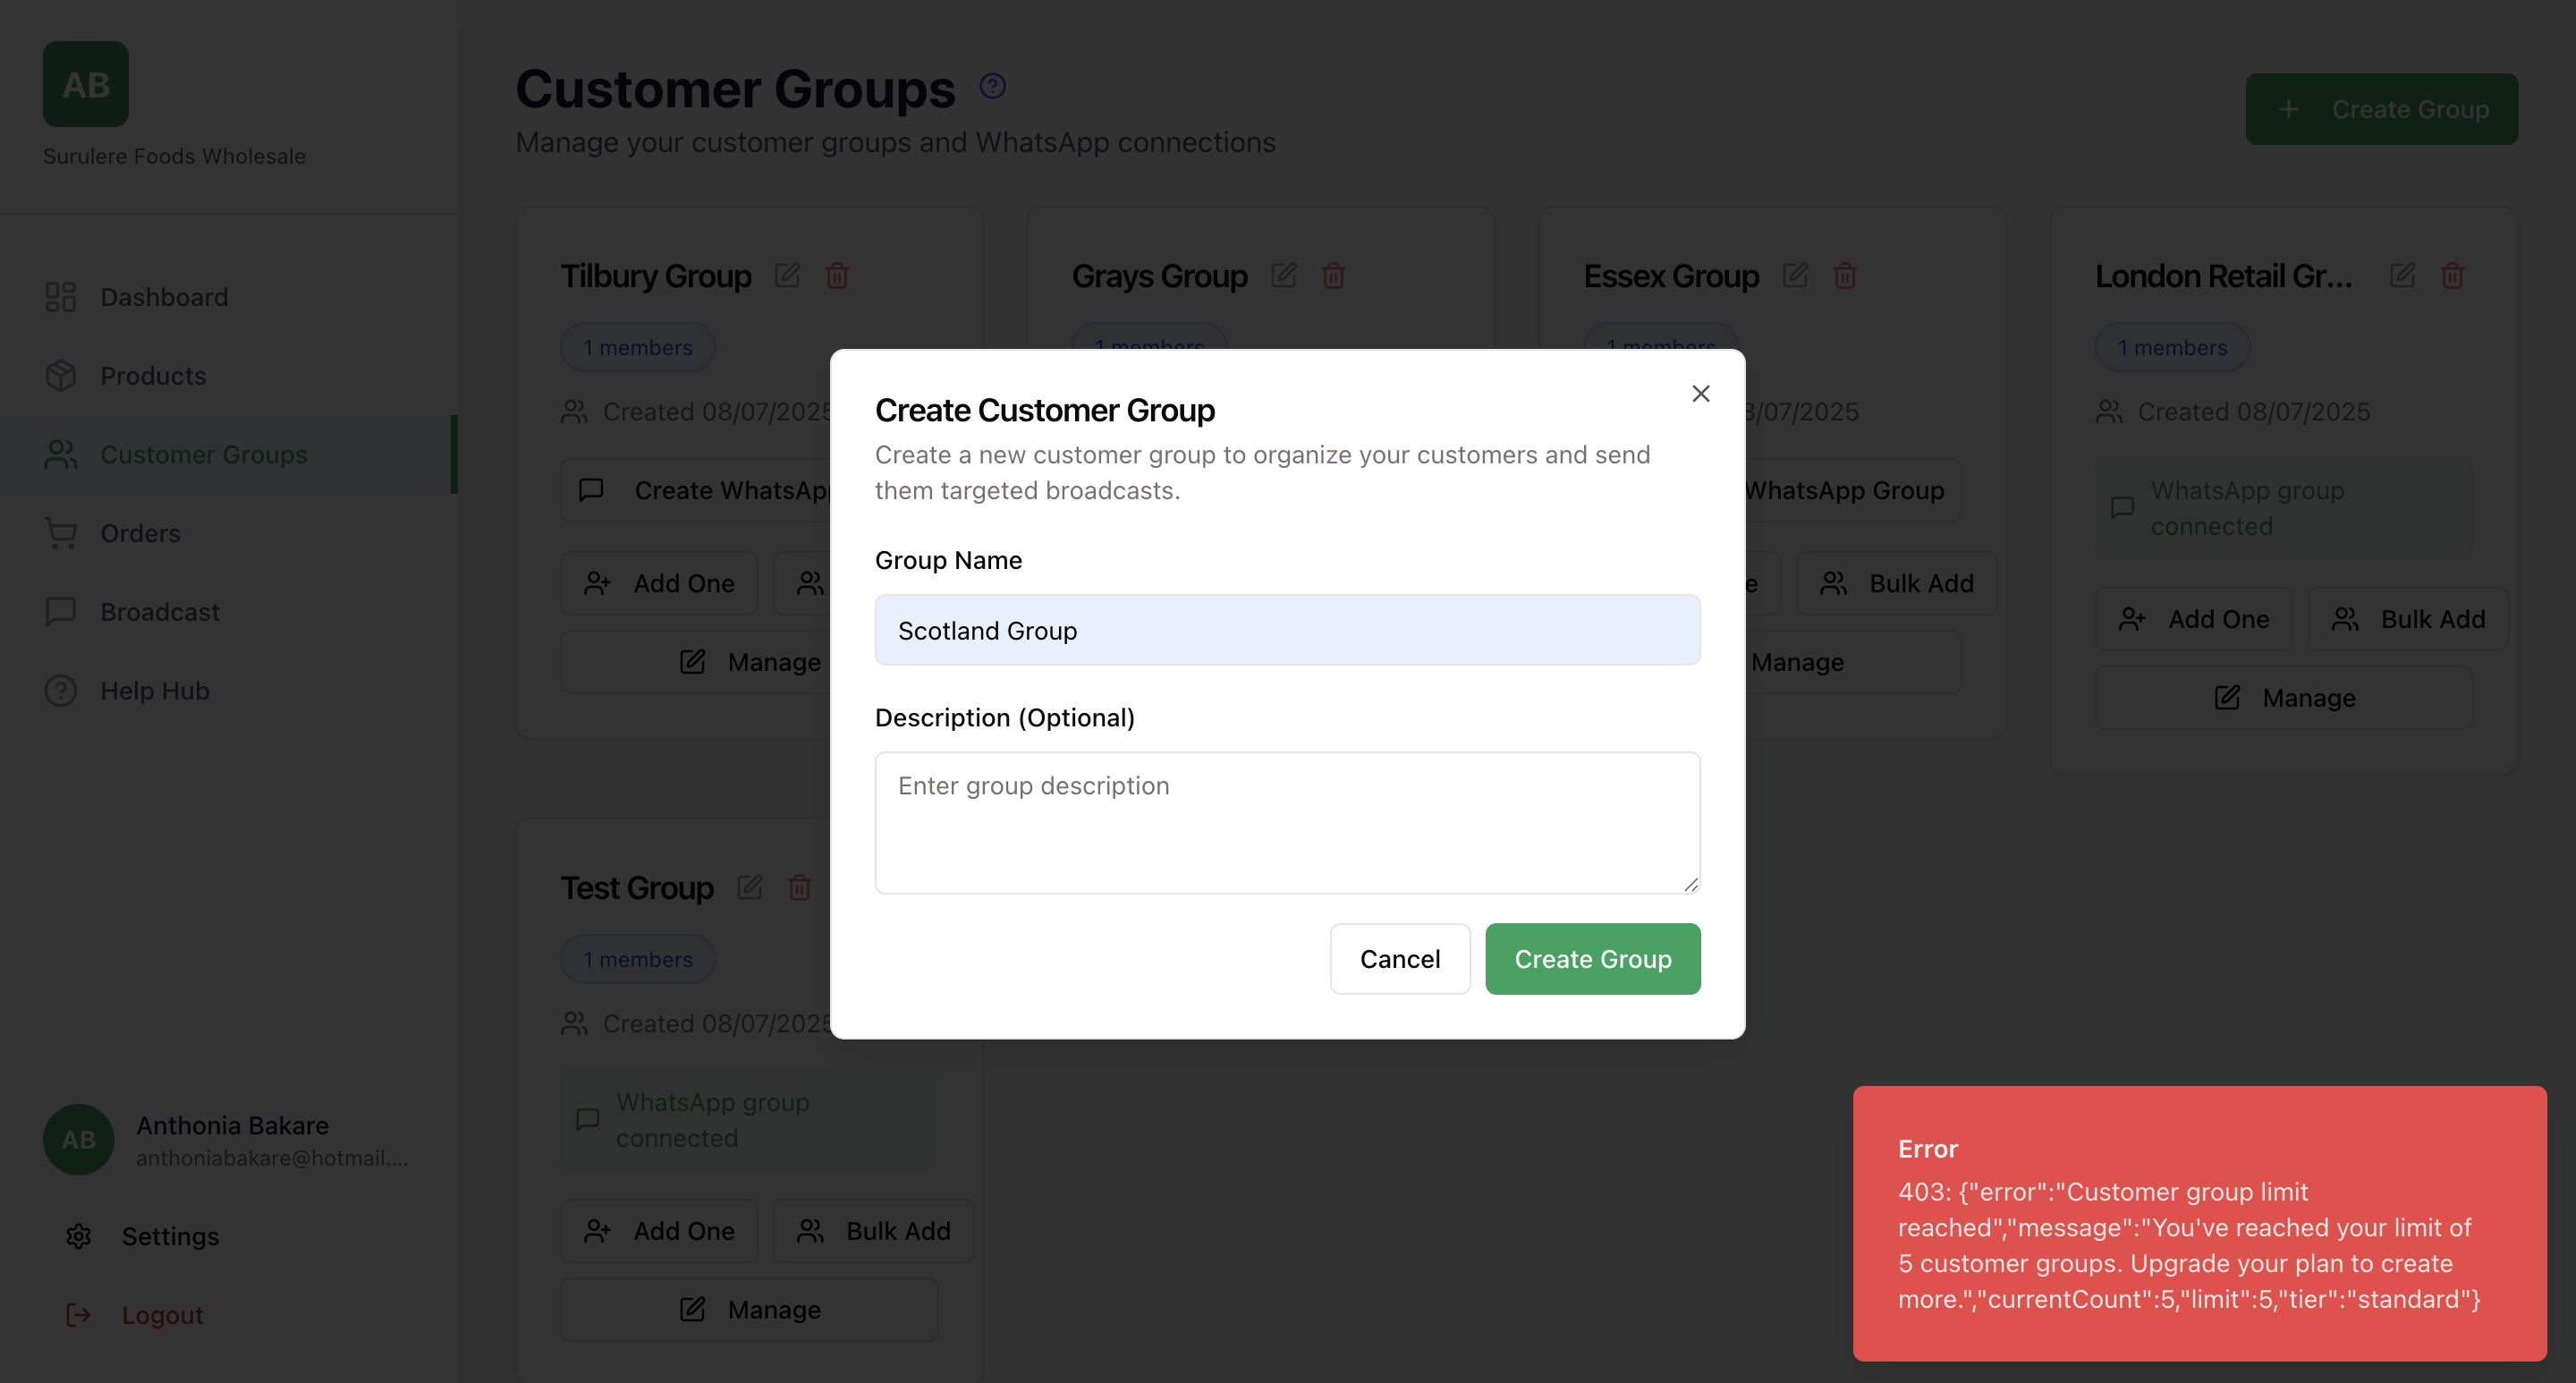 AB
Surulere Foods Wholesale
Dashboard
Products
Customer Groups
Orders
Broadcast
Help Hub
AB
Anthonia Bakare
anthoniabakare@hotmail....
Settings
Logout
Customer Groups
Manage your customer groups and WhatsApp connections
+ Create Group
Tilbury Group
1 members
Created 08/07/2025
Create WhatsApp
Add One
Manage
Grays Group
1 members
Essex Group
1 members
/07/2025
WhatsApp Group
Bulk Add
Manage
London Retail Gr...
1 members
Created 08/07/2025
WhatsApp group
connected
Add One
Bulk Add
Manage
Test Group
1 members
Created 08/07/2025
WhatsApp group
connected
Add One
Bulk Add
Manage
Create Customer Group
Create a new customer group to organize your customers and send
them targeted broadcasts.
Group Name
Scotland Group
Description (Optional)
Enter group description
Cancel
Create Group
Error
403: {"error":"Customer group limit
reached","message":"You've reached your limit of
5 customer groups. Upgrade your plan to create
more.","currentCount":5,"limit":5,"tier":"standard"}